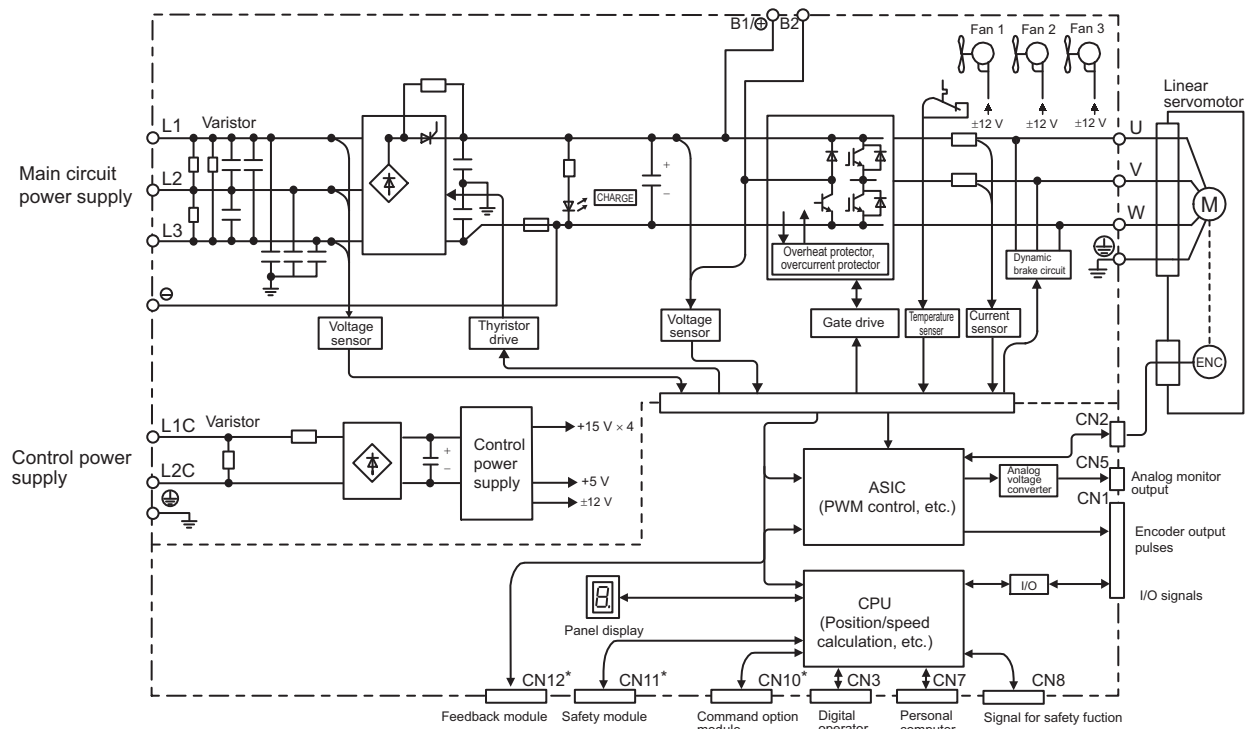 B1/⊕ B2
Fan 1 Fan 2 Fan 3
±12 V ±12 V ±12 V
Linear
servomotor
Main circuit
power supply
L1 Varistor
L2
L3
⊖
+
−
CHARGE
Overheat protector,
overcurrent protector
U
V
W
M
Dynamic
brake circuit
Voltage
sensor
Thyristor
drive
Voltage
sensor
Gate drive
Temperature
senser
Current
sensor
ENC
Control power
supply
L1C Varistor
L2C
+
−
Control
power
supply
+15 V × 4
+5 V
±12 V
ASIC
(PWM control, etc.)
Analog
voltage
converter
CN2
CN5
Analog monitor
output
CN1
Encoder output
pulses
I/O
I/O signals
CPU
(Position/speed
calculation, etc.)
8.
Panel display
CN12* CN11* CN10* CN3 CN7 CN8
Feedback module
Safety module
Command option
module
Digital
operator
Personal
computer
Signal for safety fuction